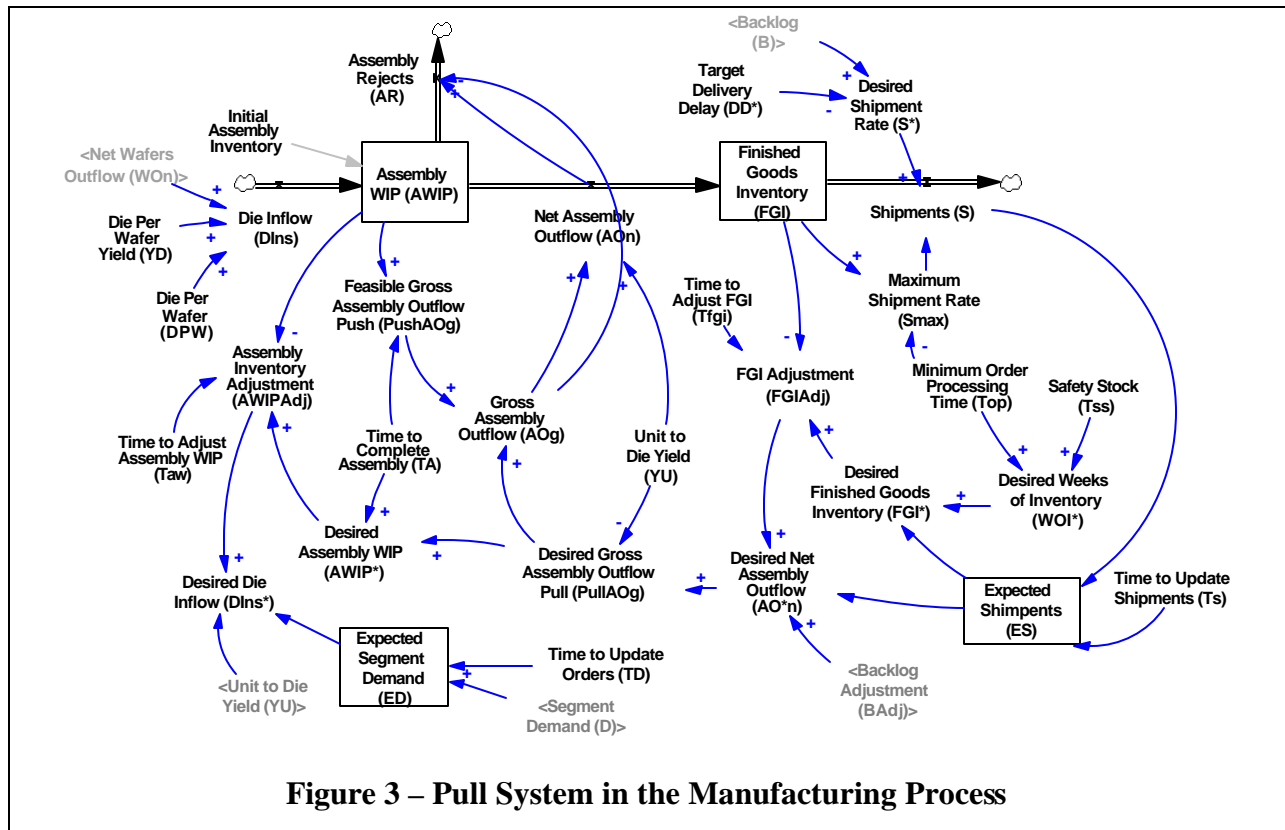 <Backlog
(B)>
Assembly
Rejects
(AR)
Target
Delivery
Delay (DD*)
Desired
Shipment
Rate (S*)
Initial
Assembly
Inventory
<Net Wafers
Outflow (WOn)>
Assembly
WIP (AWIP)
Finished
Goods
Inventory
(FGI)
Die Inflow
(DIns)
Net Assembly
Outflow (AOn)
Shipments (S)
Die Per
Wafer
Yield (YD)
Die Per
Wafer
(DPW)
Feasible Gross
Assembly Outflow
Push (PushAOg)
Time to
Adjust FGI
(Tfgi)
Maximum
Shipment Rate
(Smax)
Assembly
Inventory
Adjustment
(AWIPAdj)
FGI Adjustment
(FGIAdj)
Minimum Order
Processing
Time (Top)
Safety Stock
(Tss)
Gross
Assembly
Outflow (AOg)
Time to Adjust
Assembly WIP
(Taw)
Time to
Complete
Assembly (TA)
Unit to
Die Yield
(YU)
Desired
Finished Goods
Inventory (FGI*)
Desired Weeks
of Inventory
(WOI*)
Desired
Assembly WIP
(AWIP*)
Desired Gross
Assembly Outflow
Pull (PullAOg)
Desired Net
Assembly
Outflow
(AO*n)
Desired Die
Inflow (DIns*)
Expected
Shimpents
(ES)
Time to Update
Shipments (Ts)
Expected
Segment
Demand
(ED)
Time to Update
Orders (TD)
<Unit to Die
Yield (YU)>
<Segment
Demand (D)>
<Backlog
Adjustment
(BAdj)>
Figure 3 – Pull System in the Manufacturing Process